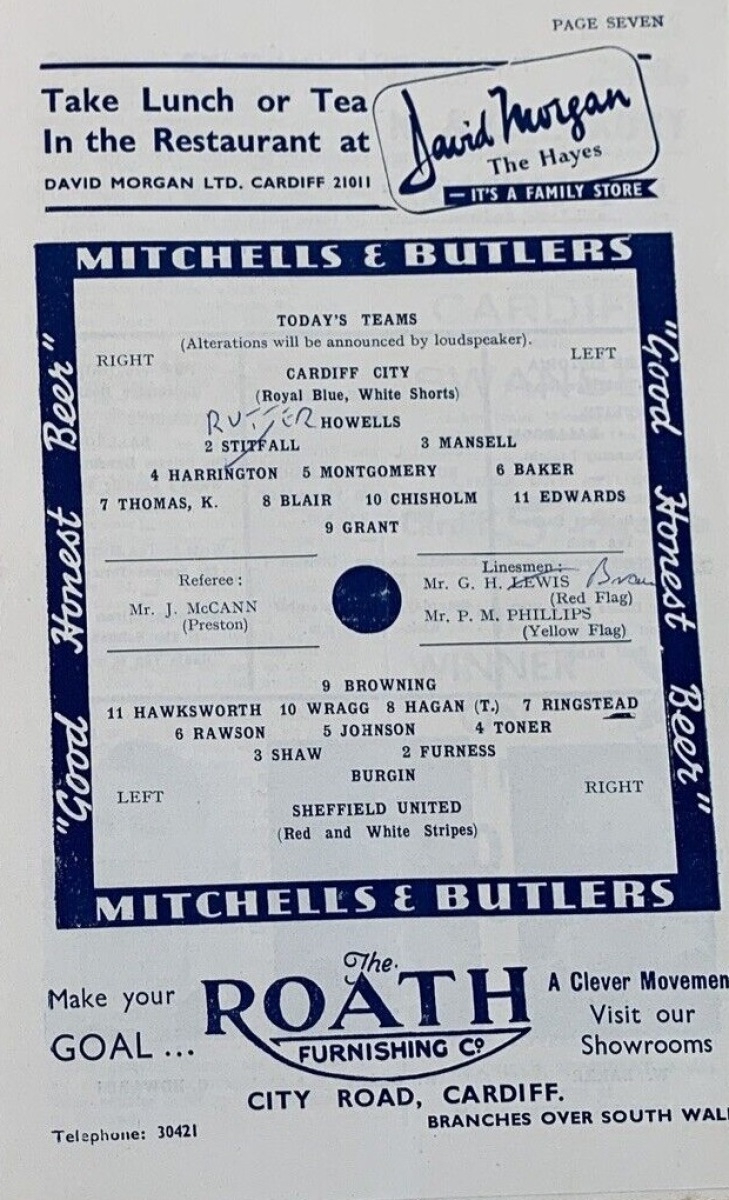 PAGE SEVEN
Take Lunch or Tea
In the Restaurant at
DAVID MORGAN LTD. CARDIFF 21011
David Morgan
The Hayes
— IT'S A FAMILY STORE
MITCHELLS & BUTLERS
"Good Honest Beer"
TODAY'S TEAMS
(Alterations will be announced by loudspeaker).
RIGHT LEFT
CARDIFF CITY
(Royal Blue, White Shorts)
RUTTER HOWELLS
2 STITFALL 3 MANSELL
4 HARRINGTON 5 MONTGOMERY 6 BAKER
7 THOMAS, K. 8 BLAIR 10 CHISHOLM 11 EDWARDS
9 GRANT
Referee :
Mr. J. McCANN
(Preston)
Linesmen :
Mr. G. H. LEWIS
(Red Flag)
Mr. P. M. PHILLIPS
(Yellow Flag)
9 BROWNING
11 HAWKSWORTH 10 WRAGG 8 HAGAN (T.) 7 RINGSTEAD
6 RAWSON 5 JOHNSON 4 TONER
3 SHAW 2 FURNESS
BURGIN
LEFT RIGHT
SHEFFIELD UNITED
(Red and White Stripes)
"Good Honest Beer"
MITCHELLS & BUTLERS
Make your
GOAL ...
The
ROATH
FURNISHING Co.
A Clever Movemen
Visit our
Showrooms
CITY ROAD, CARDIFF.
BRANCHES OVER SOUTH WAL
Telephone: 30421